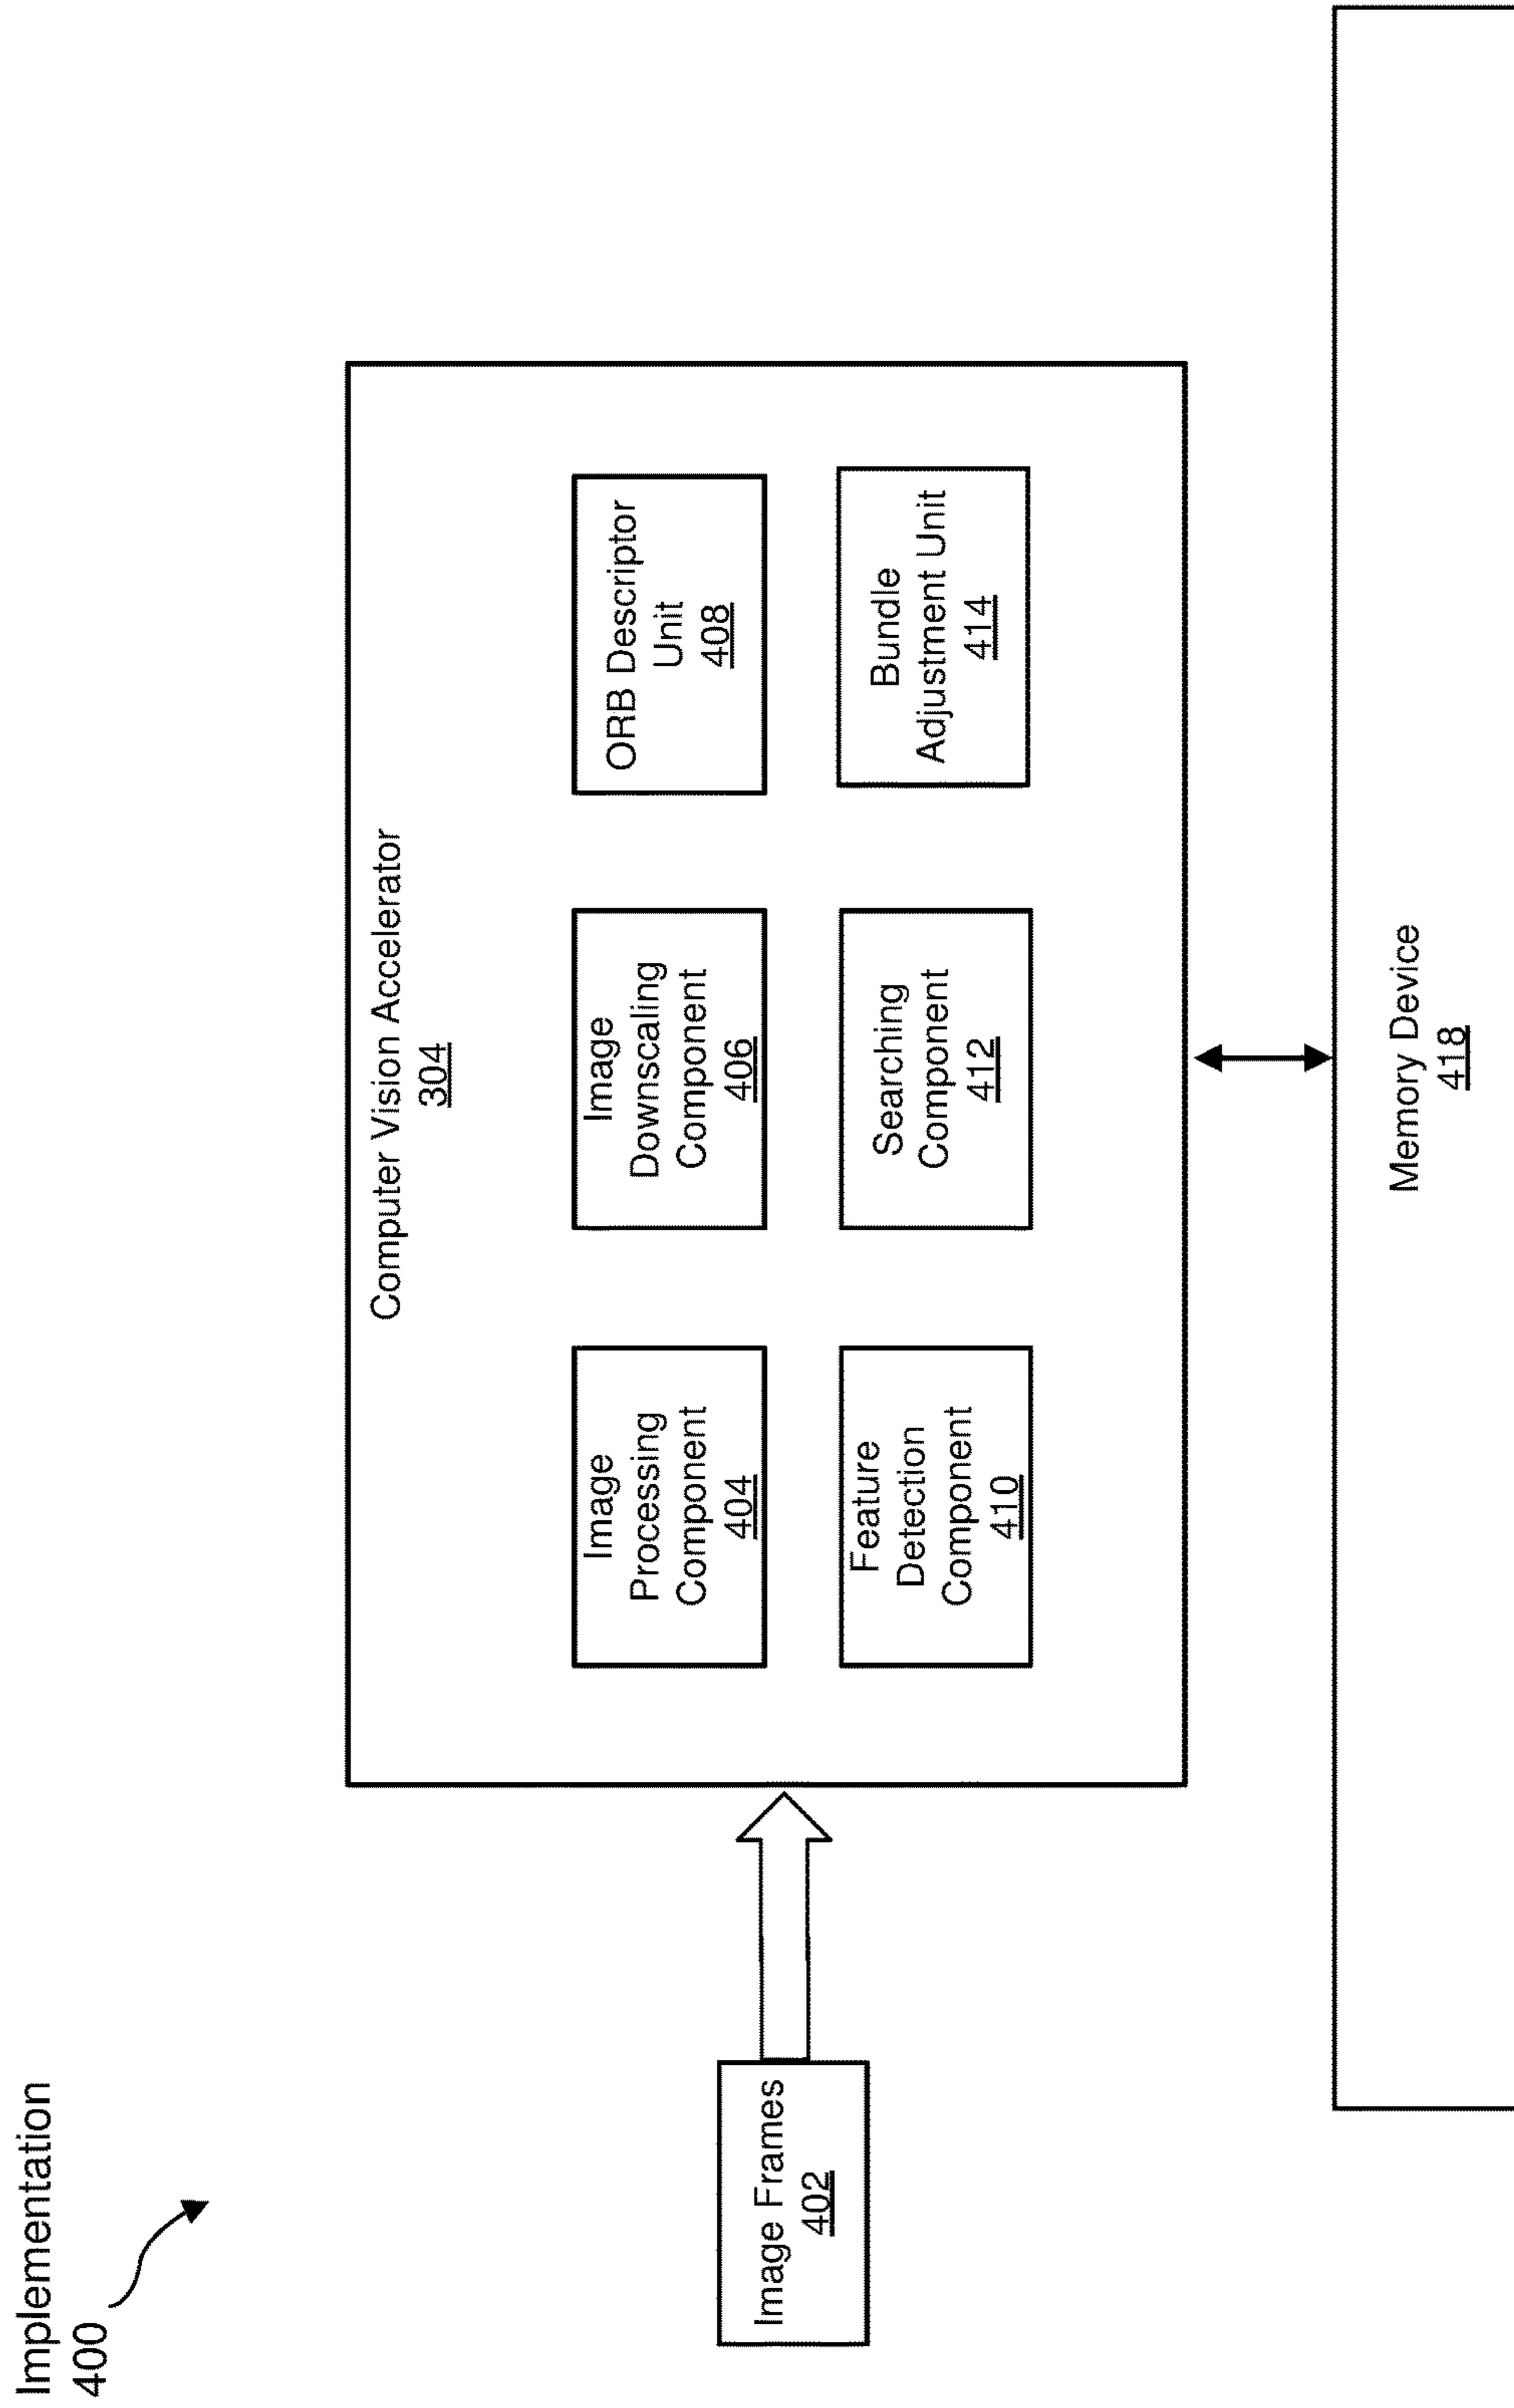 Implementation
400
Computer Vision Accelerator
304
Image
Processing
Component
404
Image
Downscaling
Component
406
ORB Descriptor
Unit
408
Feature
Detection
Component
410
Searching
Component
412
Bundle
Adjustment Unit
414
Image Frames
402
Memory Device
418